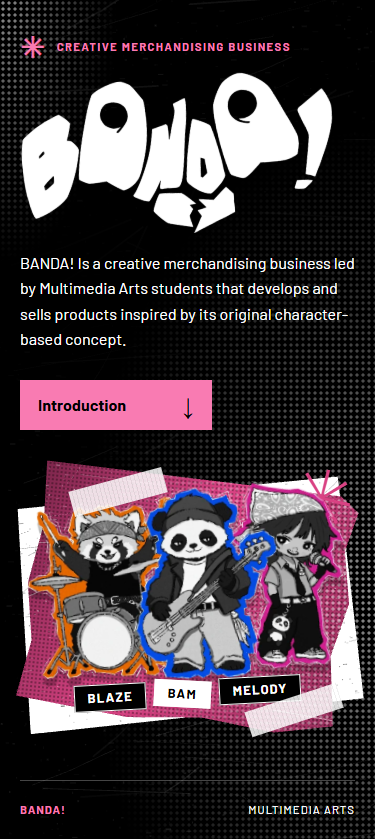 CREATIVE MERCHANDISING BUSINESS
BANDA!
BANDA! Is a creative merchandising business led
by Multimedia Arts students that develops and
sells products inspired by its original character-
based concept.
Introduction ↓
BLAZE
BAM
MELODY
BANDA!
MULTIMEDIA ARTS